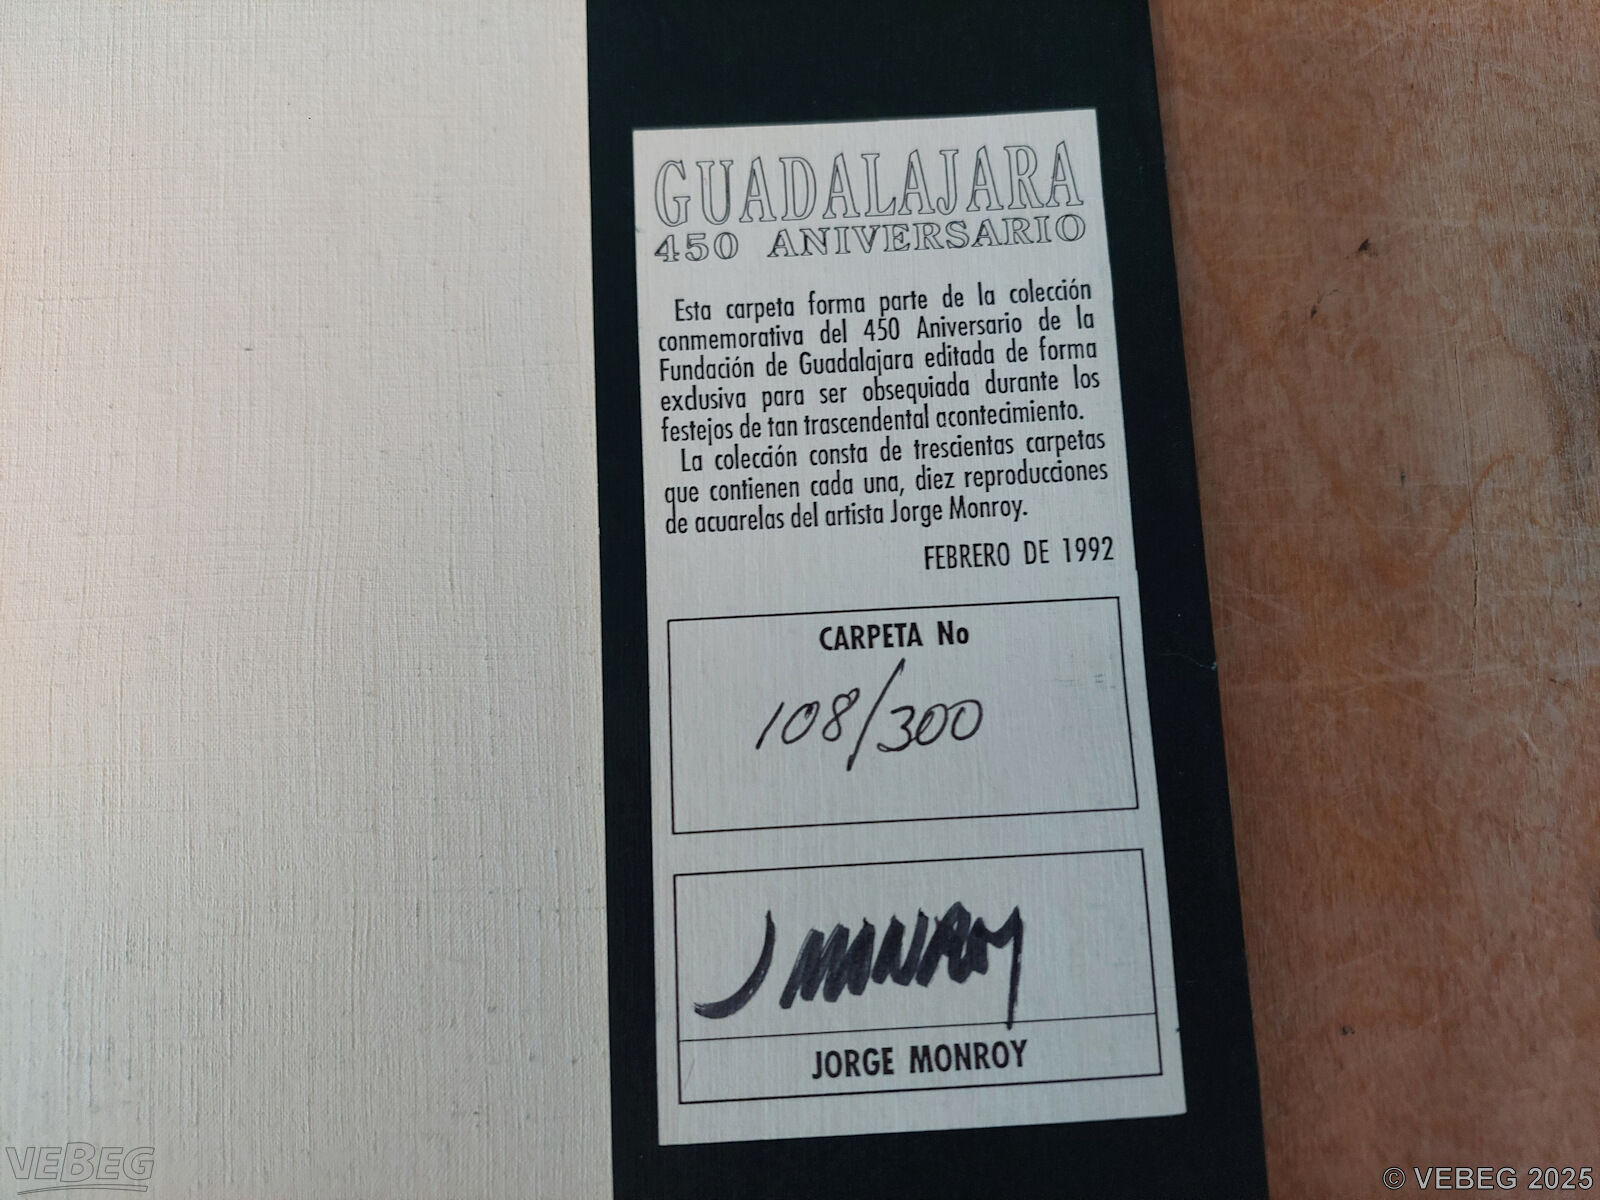 GUADALAJARA
450 ANIVERSARIO
Esta carpeta forma parte de la colección
conmemorativa del 450 Aniversario de la
Fundación de Guadalajara editada de forma
exclusiva para ser obsequiada durante los
festejos de tan trascendental acontecimiento.
La colección consta de trescientas carpetas
que contienen cada una, diez reproducciones
de acuarelas del artista Jorge Monroy.
FEBRERO DE 1992
CARPETA No
108/300
J MONROY
JORGE MONROY
VEBEG
© VEBEG 2025